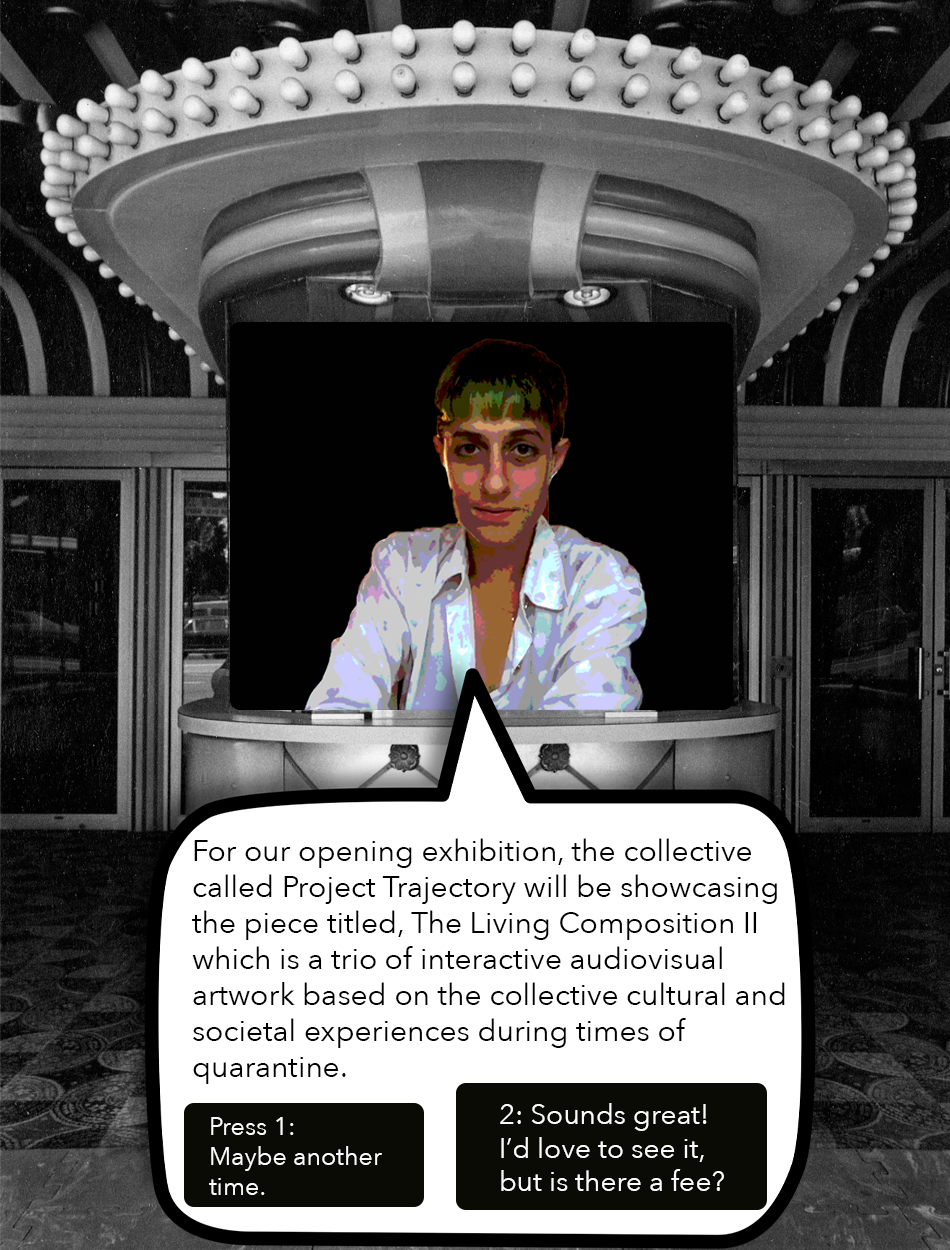 For our opening exhibition, the collective
called Project Trajectory will be showcasing
the piece titled, The Living Composition II
which is a trio of interactive audiovisual
artwork based on the collective cultural and
societal experiences during times of
quarantine.
Press 1:
Maybe another
time.
2: Sounds great!
I’d love to see it,
but is there a fee?